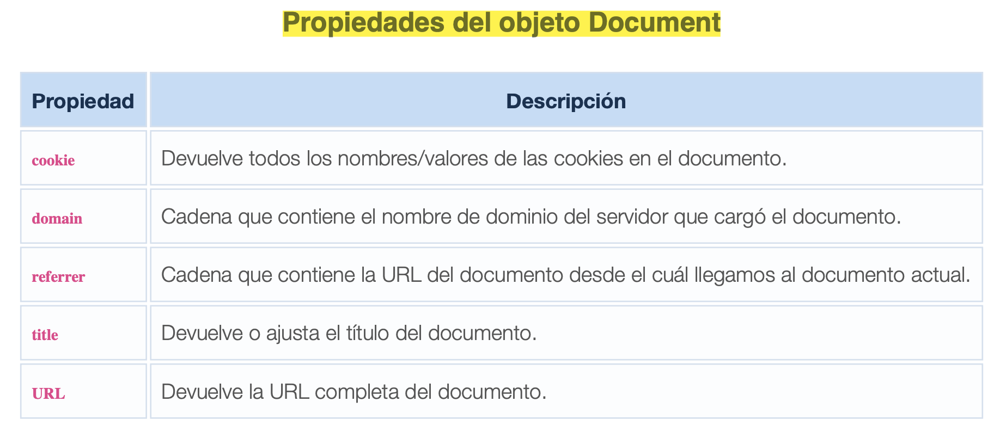 Propiedades del objeto Document
Propiedad Descripción
cookie Devuelve todos los nombres/valores de las cookies en el documento.
domain Cadena que contiene el nombre de dominio del servidor que cargó el documento.
referrer Cadena que contiene la URL del documento desde el cuál llegamos al documento actual.
title Devuelve o ajusta el título del documento.
URL Devuelve la URL completa del documento.